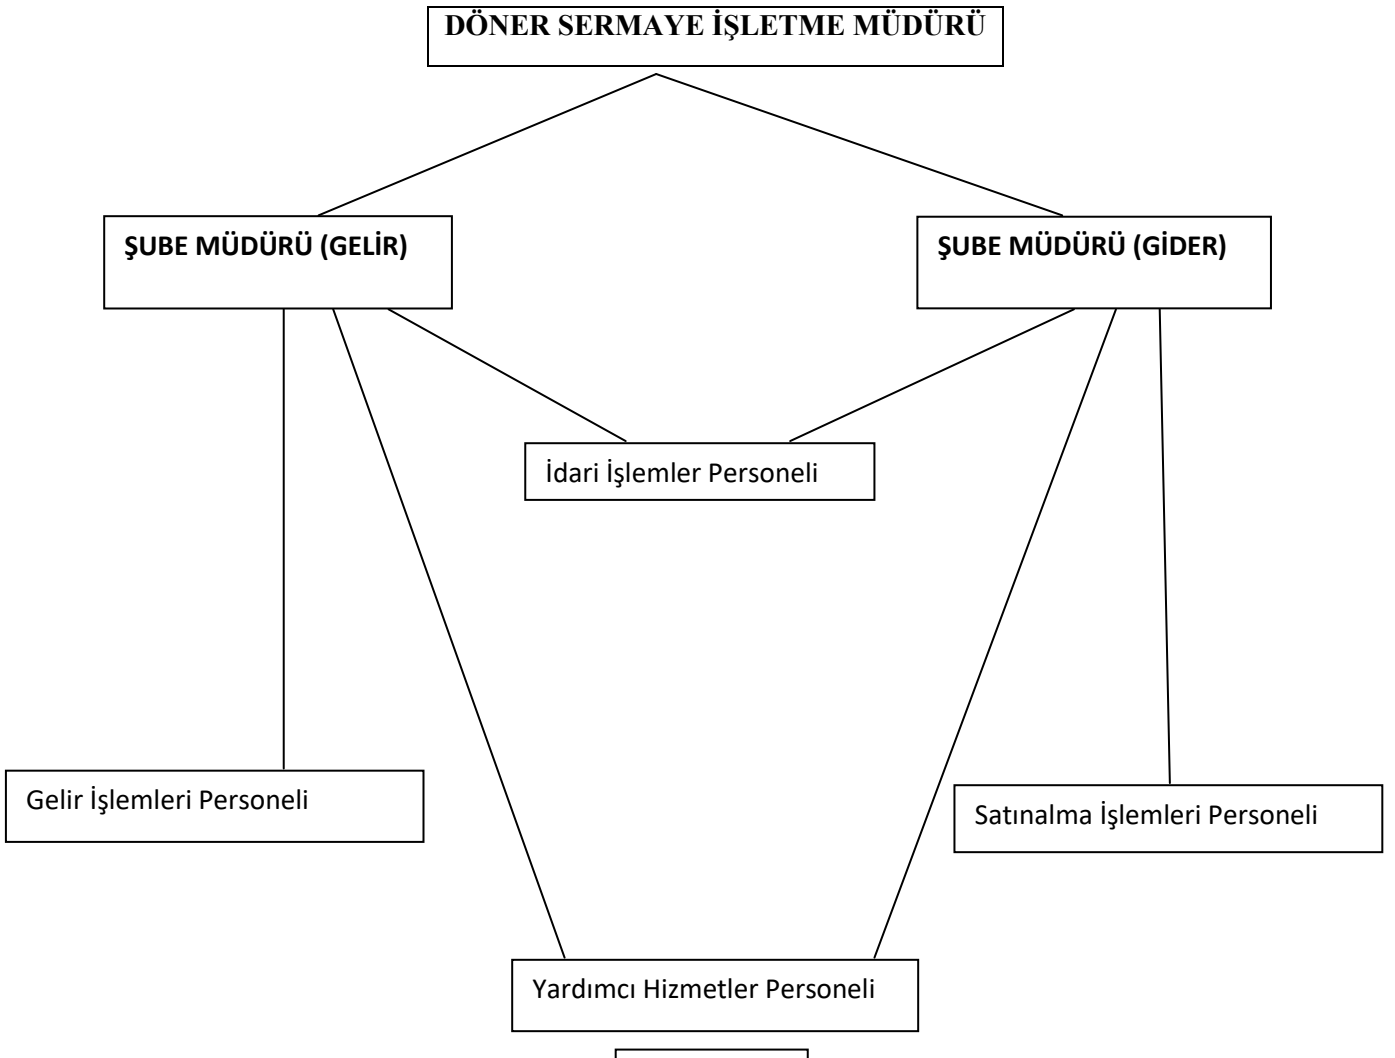 DÖNER SERMAYE İŞLETME MÜDÜRÜ
ŞUBE MÜDÜRÜ (GELİR)
ŞUBE MÜDÜRÜ (GİDER)
İdari İşlemler Personeli
Gelir İşlemleri Personeli
Satınalma İşlemleri Personeli
Yardımcı Hizmetler Personeli